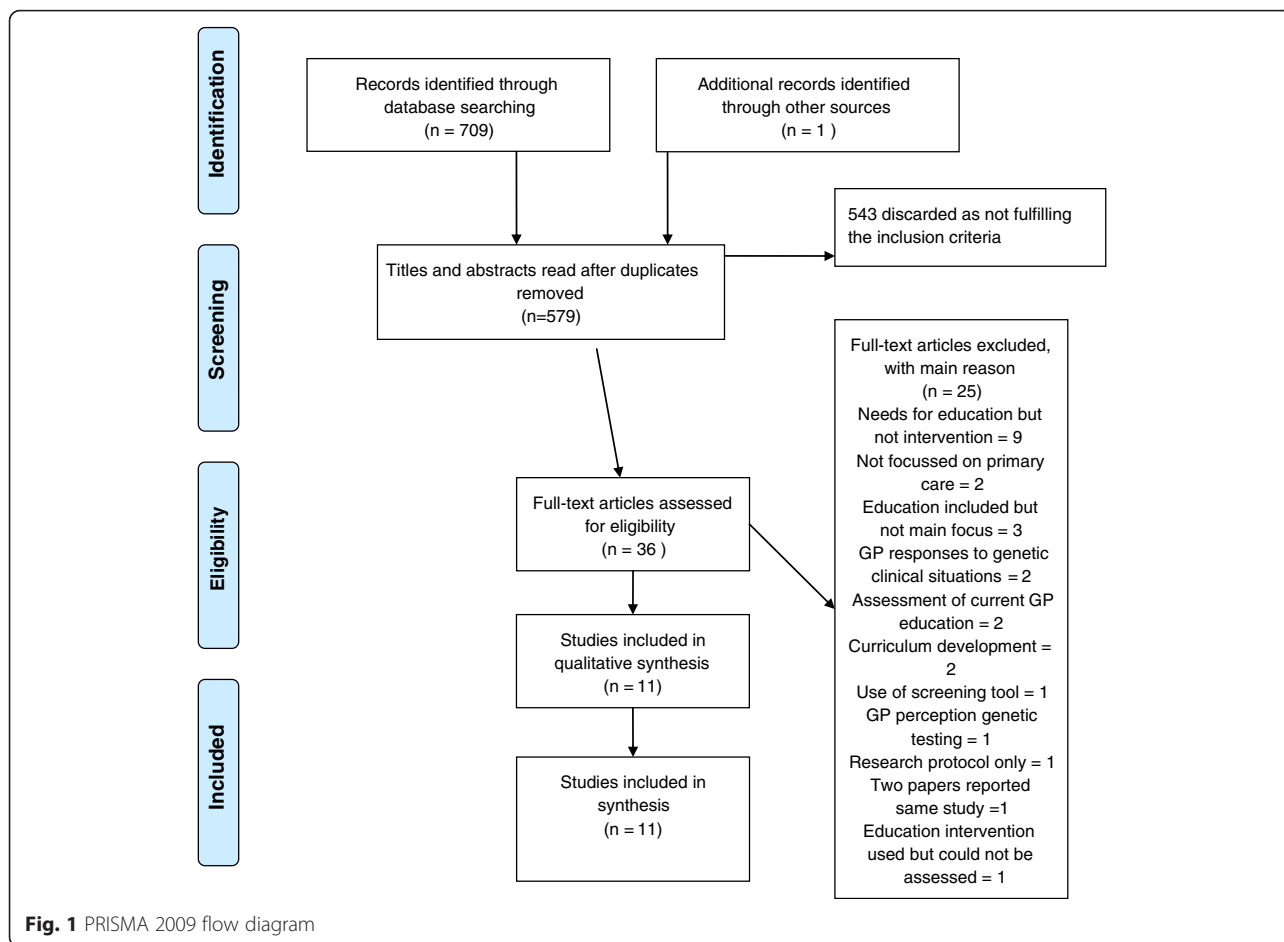 Identification
Records identified through
database searching
(n = 709)
Additional records identified
through other sources
(n = 1 )
543 discarded as not fulfilling
the inclusion criteria
Screening
Titles and abstracts read after duplicates
removed
(n=579)
Full-text articles excluded,
with main reason
(n = 25)
Needs for education but
not intervention = 9
Not focussed on primary
care = 2
Education included but
not main focus = 3
GP responses to genetic
clinical situations = 2
Assessment of current GP
education = 2
Curriculum development =
2
Use of screening tool = 1
GP perception genetic
testing = 1
Research protocol only = 1
Two papers reported
same study =1
Education intervention
used but could not be
assessed = 1
Eligibility
Full-text articles assessed
for eligibility
(n = 36 )
Studies included in
qualitative synthesis
(n = 11)
Included
Studies included in
synthesis
(n = 11)
Fig. 1 PRISMA 2009 flow diagram